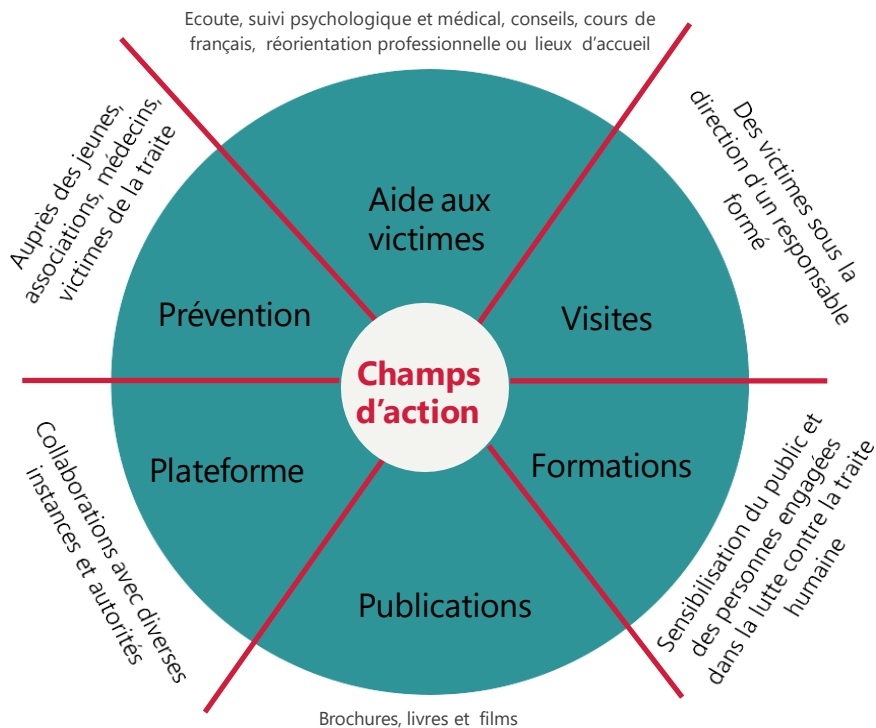 Ecoute, suivi psychologique et médical, conseils, cours de
français, réorientation professionnelle ou lieux d'accueil
Aide aux
victimes
Des victimes sous la
direction d'un responsable
formé
Visites
Sensibilisation du public et
des personnes engagées
dans la lutte contre la traite
humaine
Formations
Publications
Brochures, livres et films
Collaborations avec diverses
instances et autorités
Plateforme
Auprès des jeunes,
associations, médecins,
victimes de la traite
Prévention
Champs
d'action